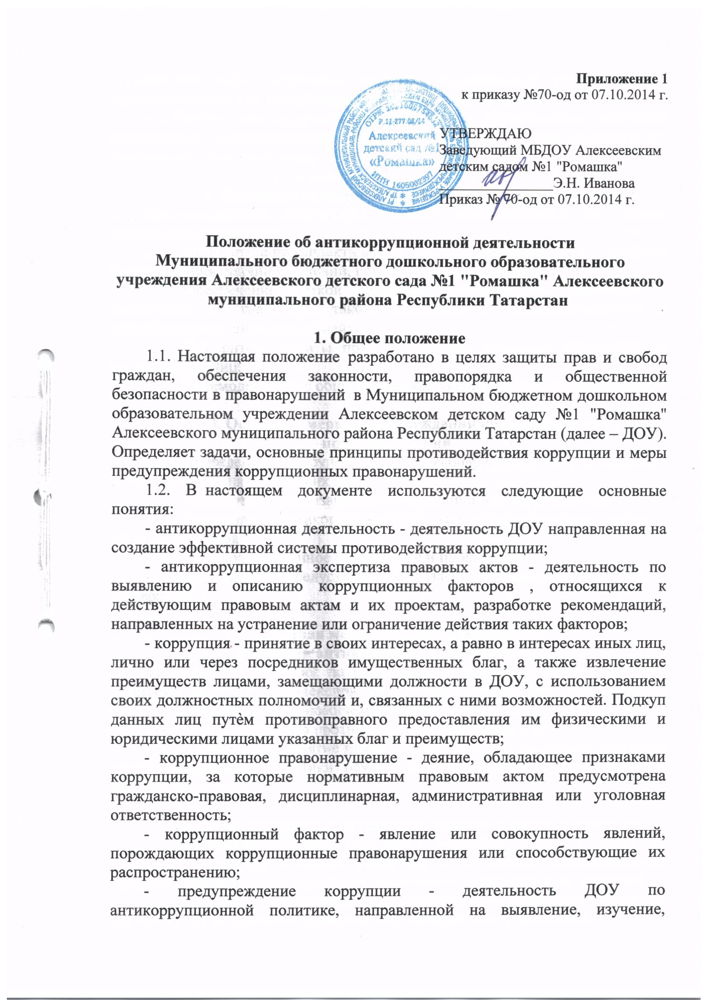 Приложение 1
к приказу №70-од от 07.10.2014 г.
Р.11-277.08/14
Алексеевский
детский сад №1
«Ромашка»
ИНН 1605002397
УТВЕРЖДАЮ
Заведующий МБДОУ Алексеевским
детским садом №1 "Ромашка"
Э.Н. Иванова
Приказ № 70-од от 07.10.2014 г.
Положение об антикоррупционной деятельности
Муниципального бюджетного дошкольного образовательного
учреждения Алексеевского детского сада №1 "Ромашка" Алексеевского
муниципального района Республики Татарстан
1. Общее положение
1.1. Настоящая положение разработано в целях защиты прав и свобод
граждан, обеспечения законности, правопорядка и общественной
безопасности в правонарушений в Муниципальном бюджетном дошкольном
образовательном учреждении Алексеевском детском саду №1 "Ромашка"
Алексеевского муниципального района Республики Татарстан (далее – ДОУ).
Определяет задачи, основные принципы противодействия коррупции и меры
предупреждения коррупционных правонарушений.
1.2. В настоящем документе используются следующие основные
понятия:
- антикоррупционная деятельность - деятельность ДОУ направленная на
создание эффективной системы противодействия коррупции;
- антикоррупционная экспертиза правовых актов - деятельность по
выявлению и описанию коррупционных факторов , относящихся к
действующим правовым актам и их проектам, разработке рекомендаций,
направленных на устранение или ограничение действия таких факторов;
- коррупция - принятие в своих интересах, а равно в интересах иных лиц,
лично или через посредников имущественных благ, а также извлечение
преимуществ лицами, замещающими должности в ДОУ, с использованием
своих должностных полномочий и, связанных с ними возможностей. Подкуп
данных лиц путѐм противоправного предоставления им физическими и
юридическими лицами указанных благ и преимуществ;
- коррупционное правонарушение - деяние, обладающее признаками
коррупции, за которые нормативным правовым актом предусмотрена
гражданско-правовая, дисциплинарная, административная или уголовная
ответственность;
- коррупционный фактор - явление или совокупность явлений,
порождающих коррупционные правонарушения или способствующие их
распространению;
- предупреждение коррупции - деятельность ДОУ по
антикоррупционной политике, направленной на выявление, изучение,